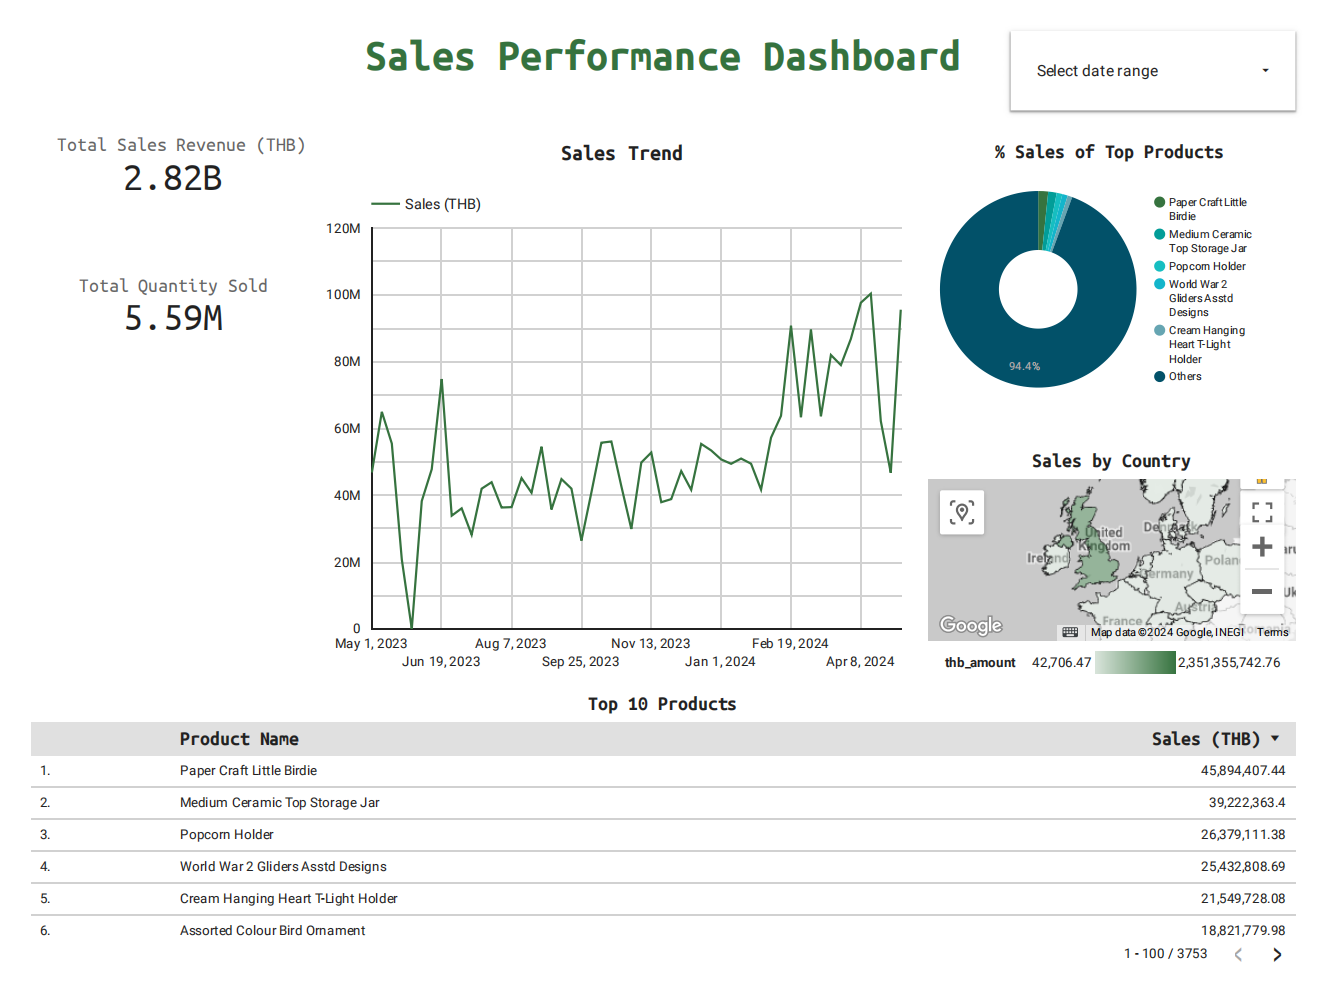 Sales Performance Dashboard
Select date range
Total Sales Revenue (THB)
2.82B
Total Quantity Sold
5.59M
Sales Trend
Sales (THB)
120M
100M
80M
60M
40M
20M
0
May 1, 2023
Jun 19, 2023
Aug 7, 2023
Sep 25, 2023
Nov 13, 2023
Jan 1, 2024
Feb 19, 2024
Apr 8, 2024
% Sales of Top Products
94.4%
Paper Craft Little
Birdie
Medium Ceramic
Top Storage Jar
Popcorn Holder
World War 2
Gliders Asstd
Designs
Cream Hanging
Heart T-Light
Holder
Others
Sales by Country
United
Kingdom
Ireland
Denmark
Poland
Germany
Austria
France
Google
Map data ©2024 Google, INEGI Terms
thb_amount 42,706.47 2,351,355,742.76
Top 10 Products
Product Name Sales (THB)
1. Paper Craft Little Birdie 45,894,407.44
2. Medium Ceramic Top Storage Jar 39,222,363.4
3. Popcorn Holder 26,379,111.38
4. World War 2 Gliders Asstd Designs 25,432,808.69
5. Cream Hanging Heart T-Light Holder 21,549,728.08
6. Assorted Colour Bird Ornament 18,821,779.98
1 - 100 / 3753